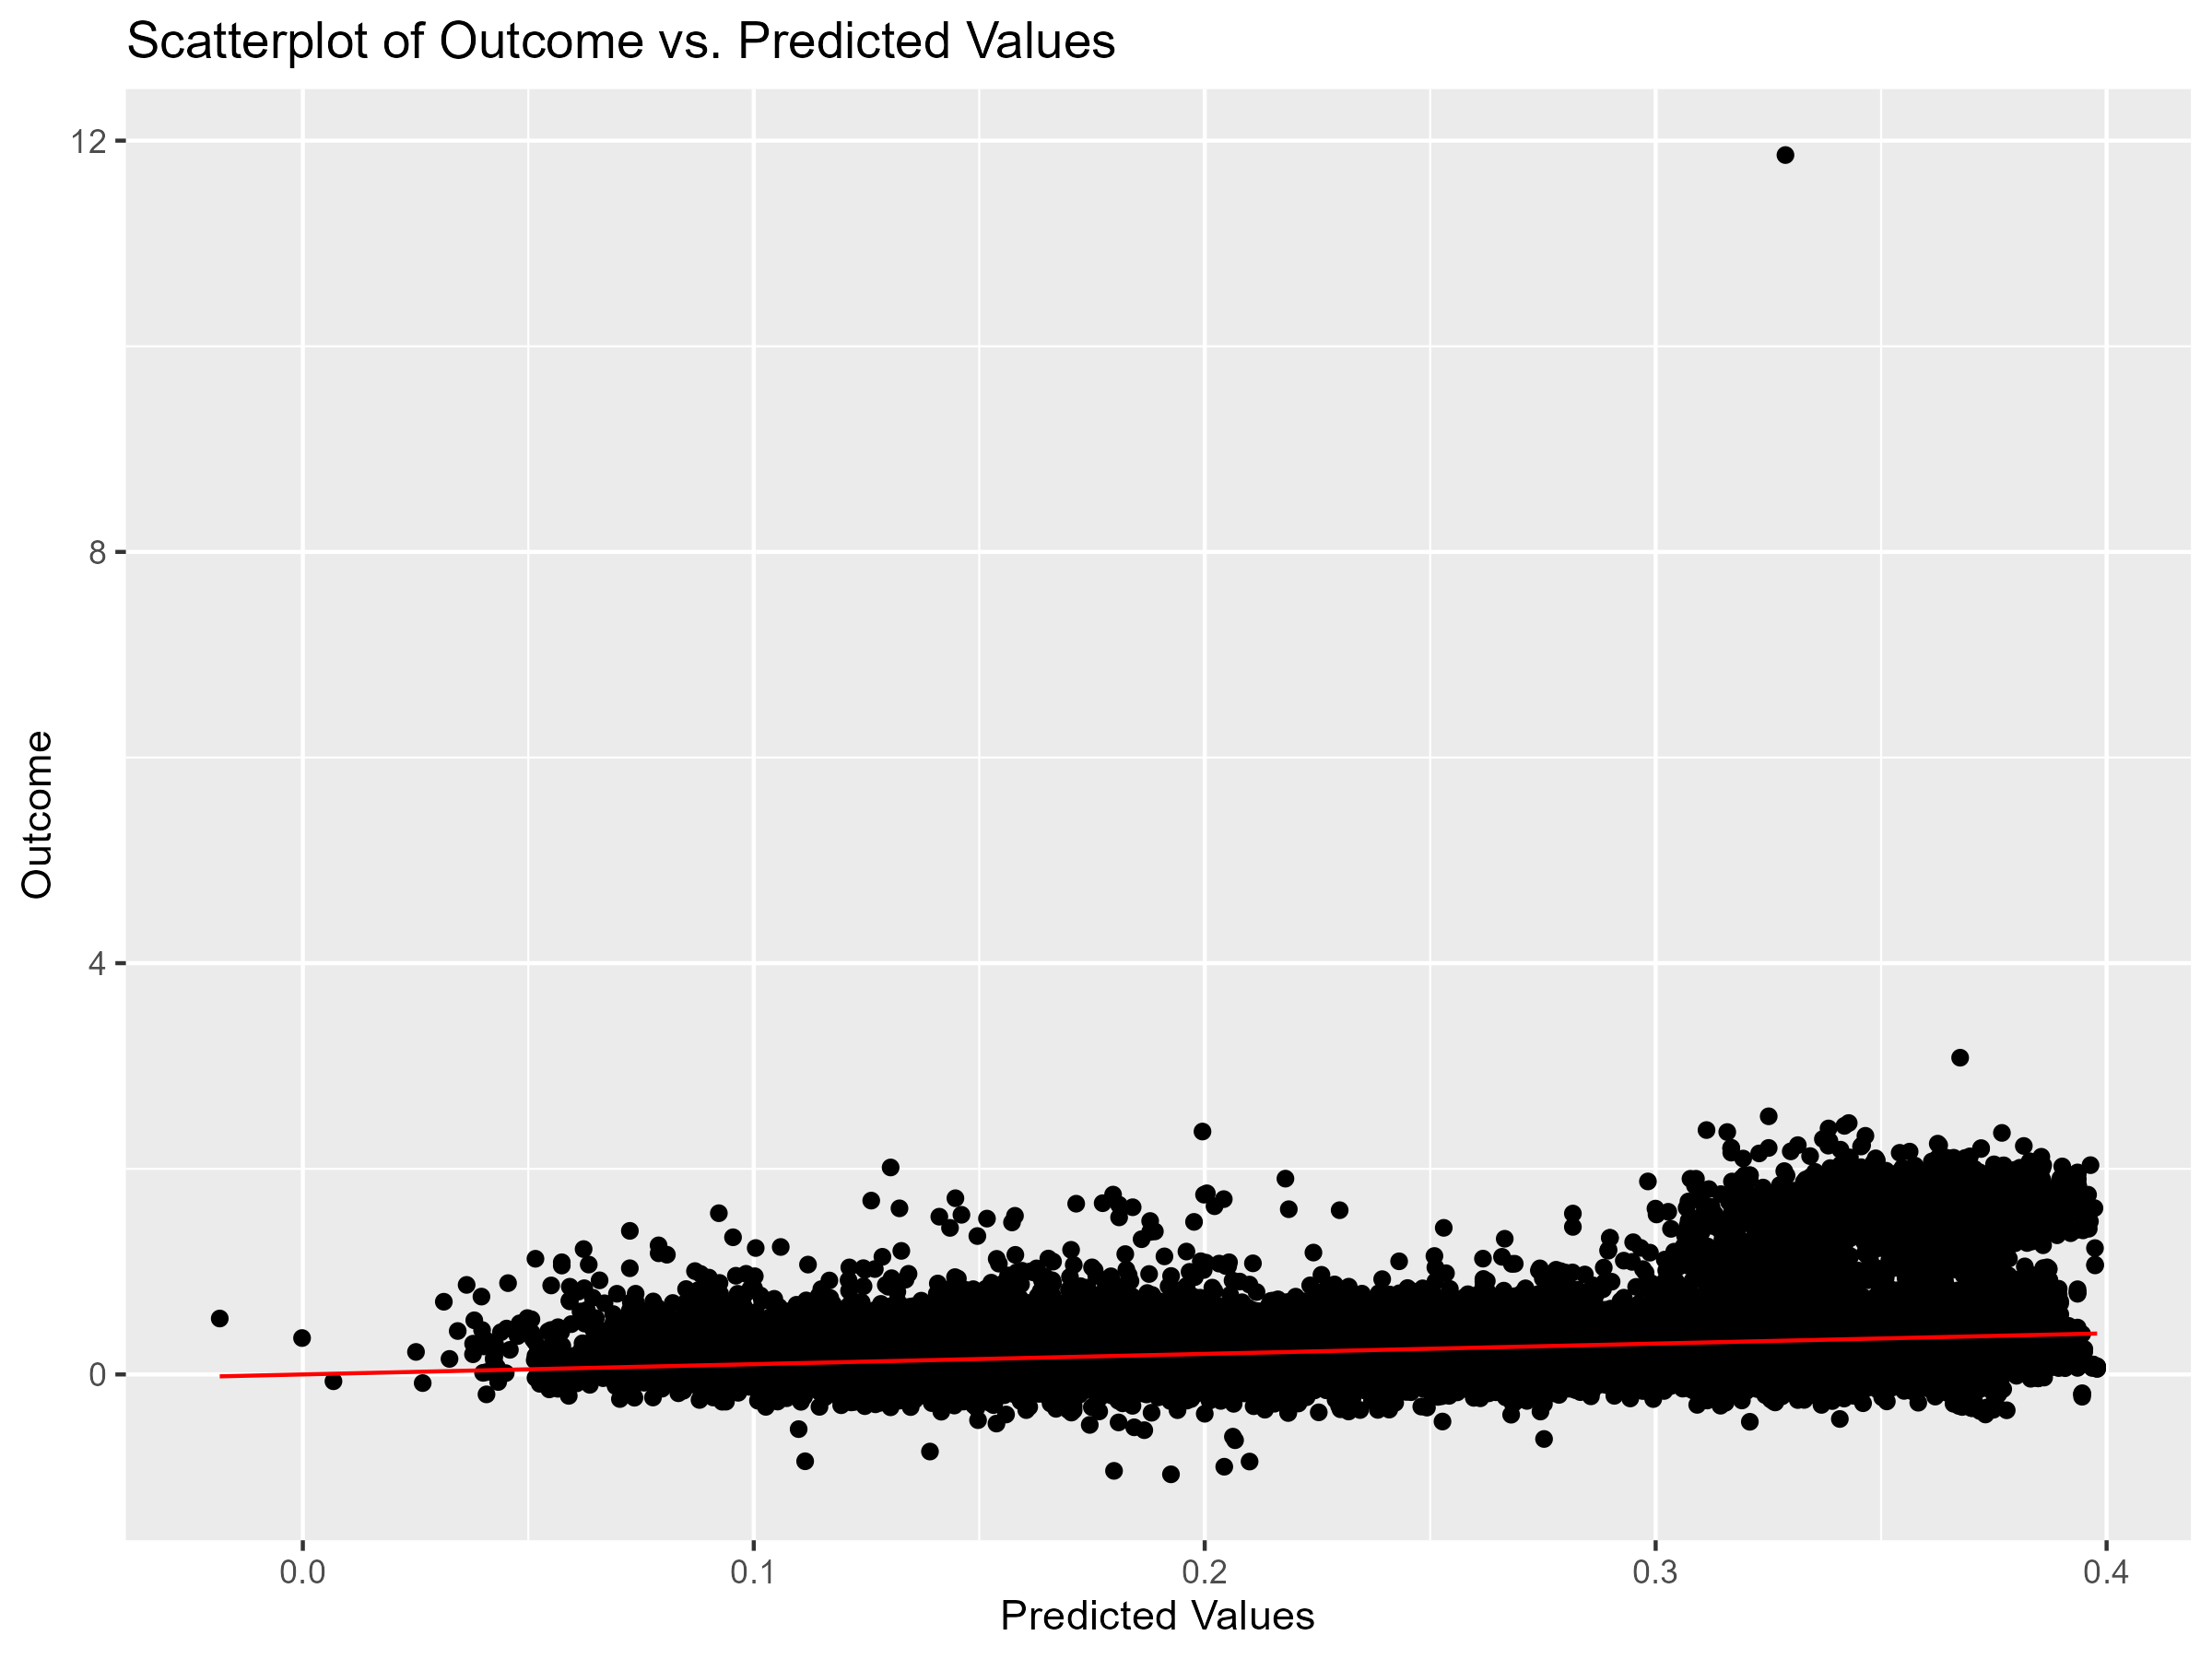 Scatterplot of Outcome vs. Predicted Values
12
8
4
0
Outcome
0.0 0.1 0.2 0.3 0.4
Predicted Values